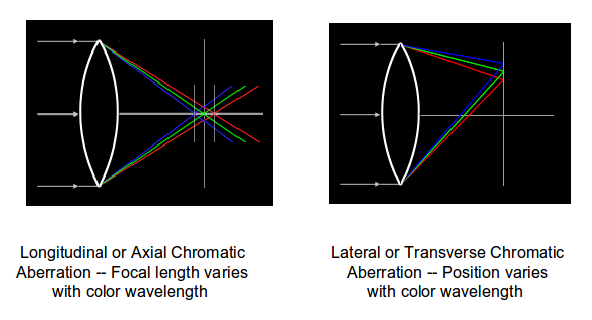 Longitudinal or Axial Chromatic
Aberration -- Focal length varies
with color wavelength
Lateral or Transverse Chromatic
Aberration -- Position varies
with color wavelength